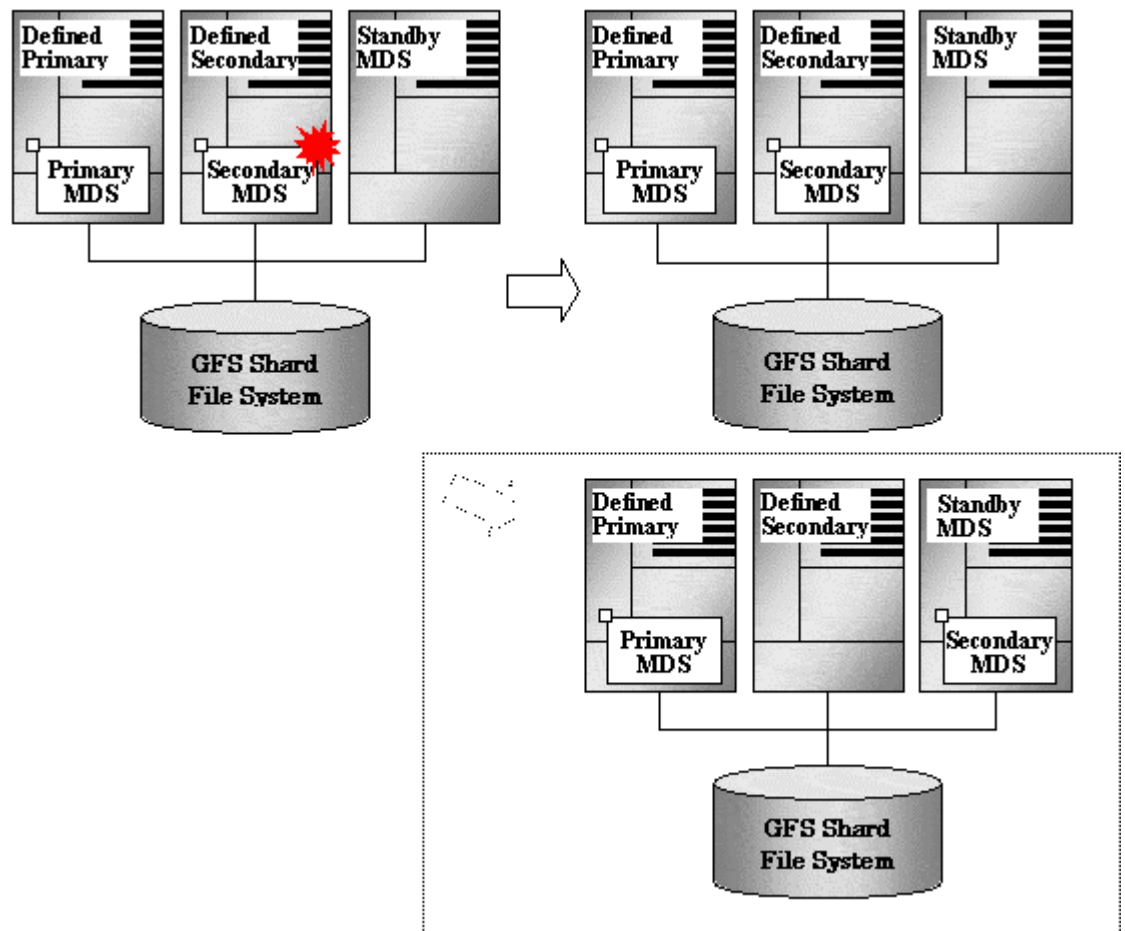 Defined
Primary
Defined
Secondary
Standby
MDS
Primary
MDS
Secondary
MDS
GFS Shard
File System
Defined
Primary
Defined
Secondary
Standby
MDS
Primary
MDS
Secondary
MDS
GFS Shard
File System
Defined
Primary
Defined
Secondary
Standby
MDS
Primary
MDS
Secondary
MDS
GFS Shard
File System